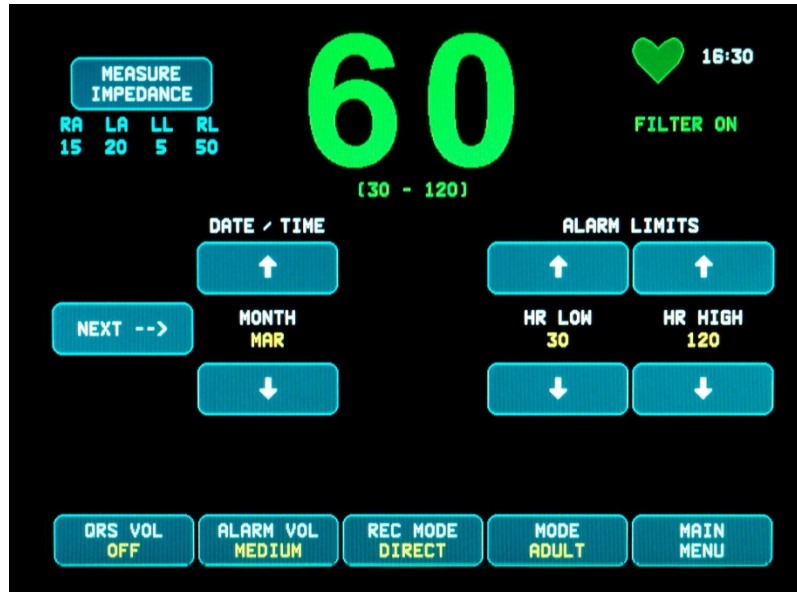 MEASURE
IMPEDANCE
RA LA LL RL
15 20 5 50
60
(30 - 120)
16:30
FILTER ON
DATE / TIME
ALARM LIMITS
NEXT -->
MONTH
MAR
HR LOW
30
HR HIGH
120
QRS VOL
OFF
ALARM VOL
MEDIUM
REC MODE
DIRECT
MODE
ADULT
MAIN
MENU